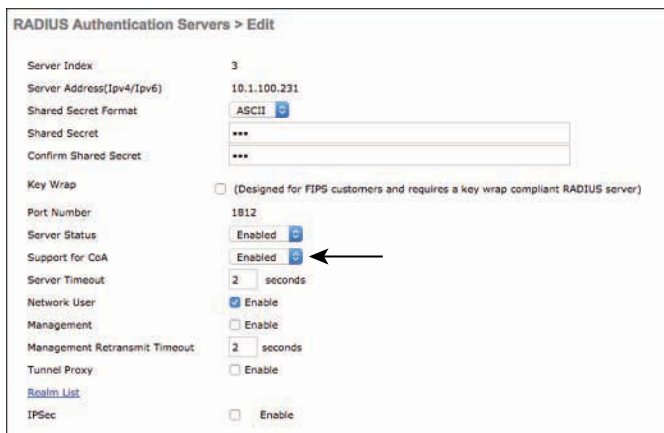 RADIUS Authentication Servers > Edit
Server Index 3
Server Address(Ipv4/Ipv6) 10.1.100.231
Shared Secret Format ASCII
Shared Secret •••
Confirm Shared Secret •••
Key Wrap (Designed for FIPS customers and requires a key wrap compliant RADIUS server)
Port Number 1812
Server Status Enabled
Support for CoA Enabled
Server Timeout 2 seconds
Network User Enable
Management Enable
Management Retransmit Timeout 2 seconds
Tunnel Proxy Enable
Realm List
IPSec Enable